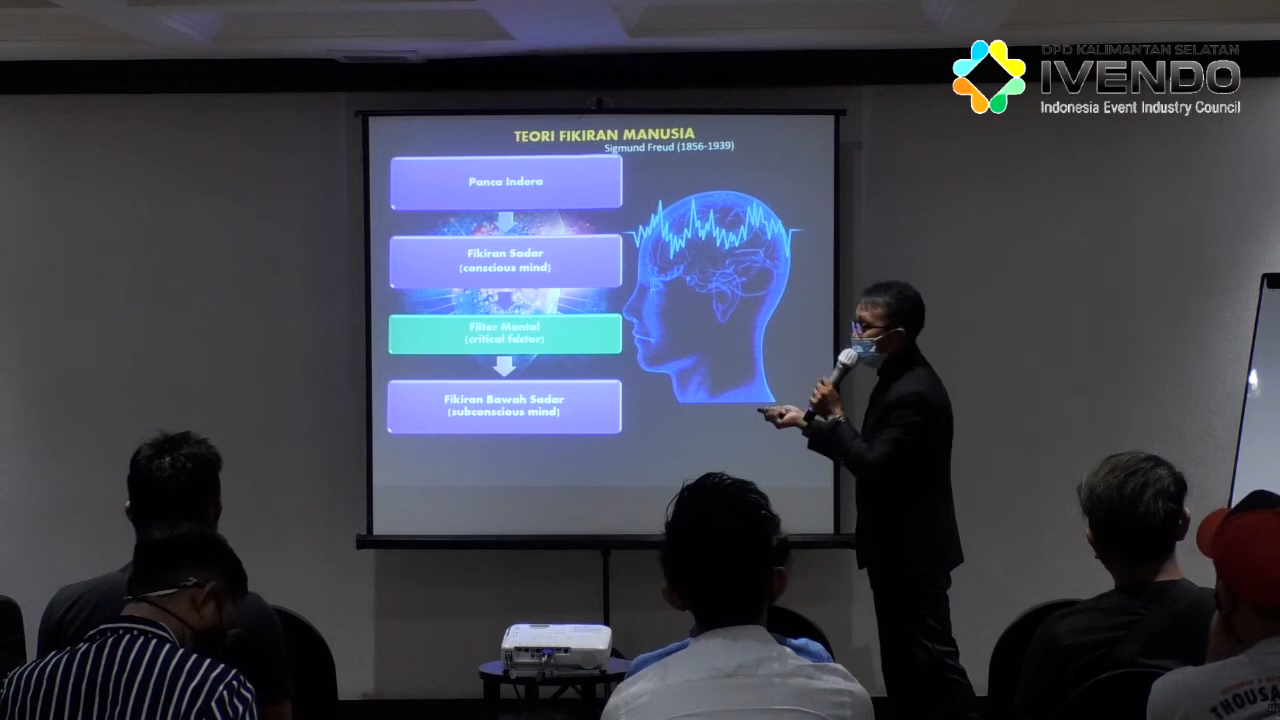 DPD KALIMANTAN SELATAN
IVENDO
Indonesia Event Industry Council
TEORI FIKIRAN MANUSIA
Sigmund Freud (1856-1939)
Panca Indera
Fikiran Sadar
(conscious mind)
Filter Mental
(critical factor)
Fikiran Bawah Sadar
(subconscious mind)